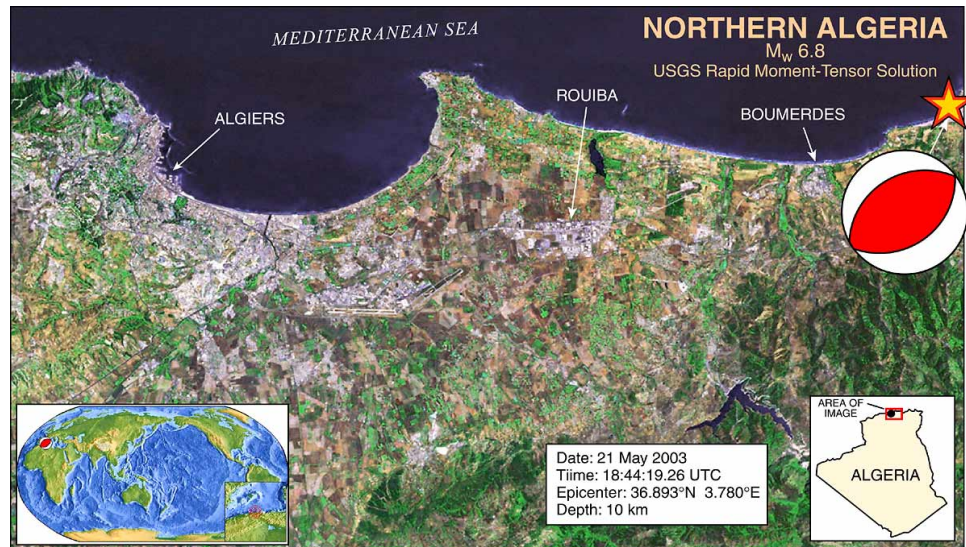 MEDITERRANEAN SEA
NORTHERN ALGERIA
Mw 6.8
USGS Rapid Moment-Tensor Solution
ALGIERS
ROUIBA
BOUMERDES
Date: 21 May 2003
Tiime: 18:44:19.26 UTC
Epicenter: 36.893°N 3.780°E
Depth: 10 km
AREA OF
IMAGE
ALGERIA